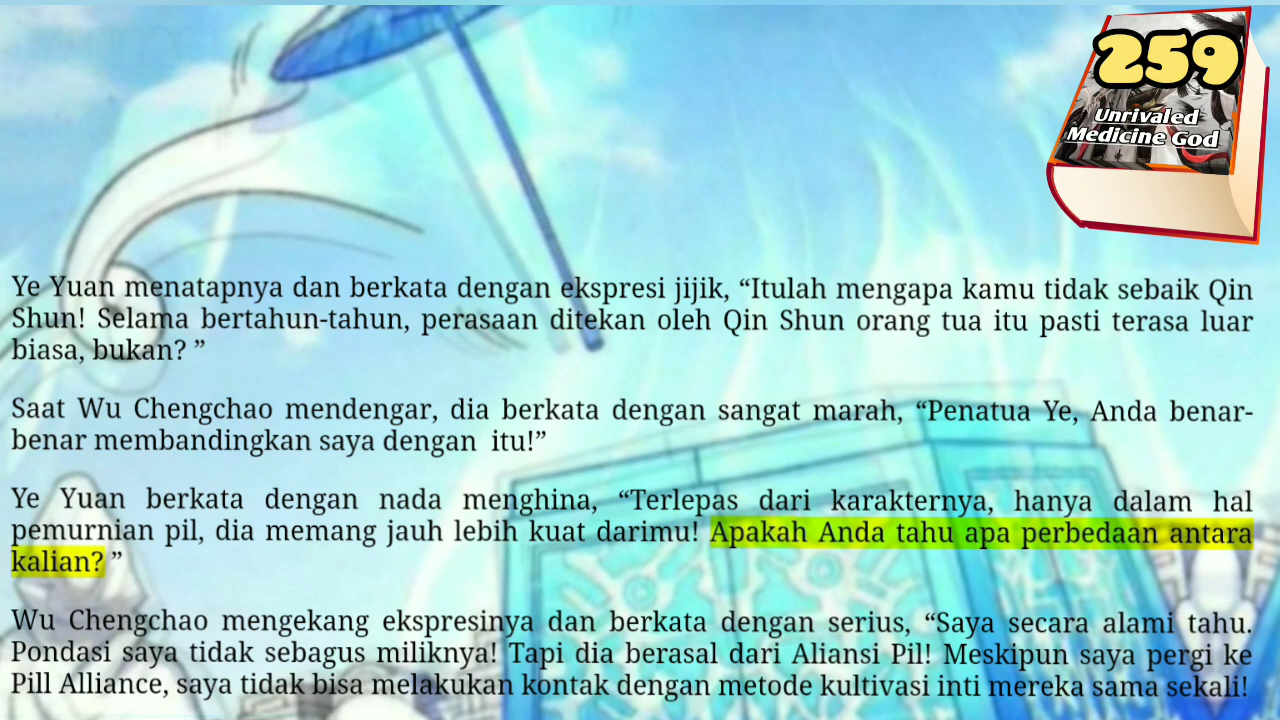 259
Unrivaled
Medicine God
Ye Yuan menatapnya dan berkata dengan ekspresi jijik, “Itulah mengapa kamu tidak sebaik Qin
Shun! Selama bertahun-tahun, perasaan ditekan oleh Qin Shun orang tua itu pasti terasa luar
biasa, bukan? ”
Saat Wu Chengchao mendengar, dia berkata dengan sangat marah, “Penatua Ye, Anda benar-
benar membandingkan saya dengan  itu!”
Ye Yuan berkata dengan nada menghina, “Terlepas dari karakternya, hanya dalam hal
pemurnian pil, dia memang jauh lebih kuat darimu! Apakah Anda tahu apa perbedaan antara
kalian? ”
Wu Chengchao mengekang ekspresinya dan berkata dengan serius, “Saya secara alami tahu.
Pondasi saya tidak sebagus miliknya! Tapi dia berasal dari Aliansi Pil! Meskipun saya pergi ke
Pill Alliance, saya tidak bisa melakukan kontak dengan metode kultivasi inti mereka sama sekali!